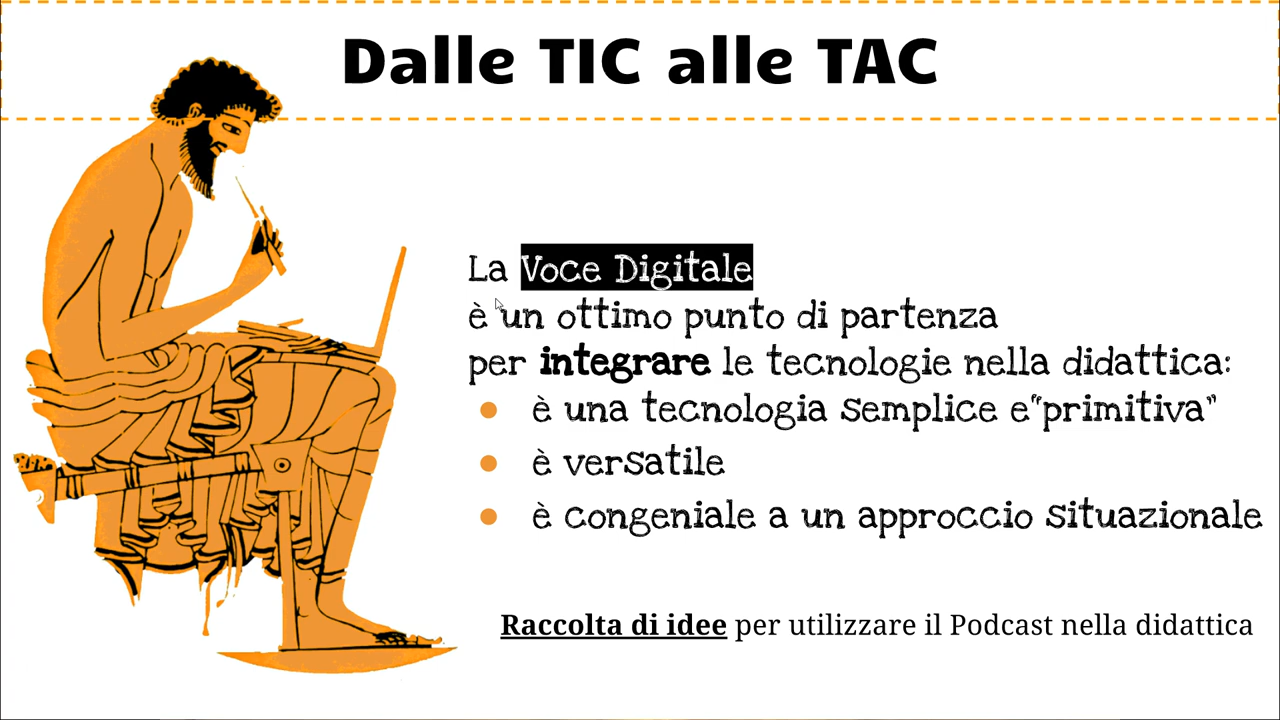 Dalle TIC alle TAC
La Voce Digitale
è un ottimo punto di partenza
per integrare le tecnologie nella didattica:
● è una tecnologia semplice e“primitiva”
● è versatile
● è congeniale a un approccio situazionale
Raccolta di idee per utilizzare il Podcast nella didattica